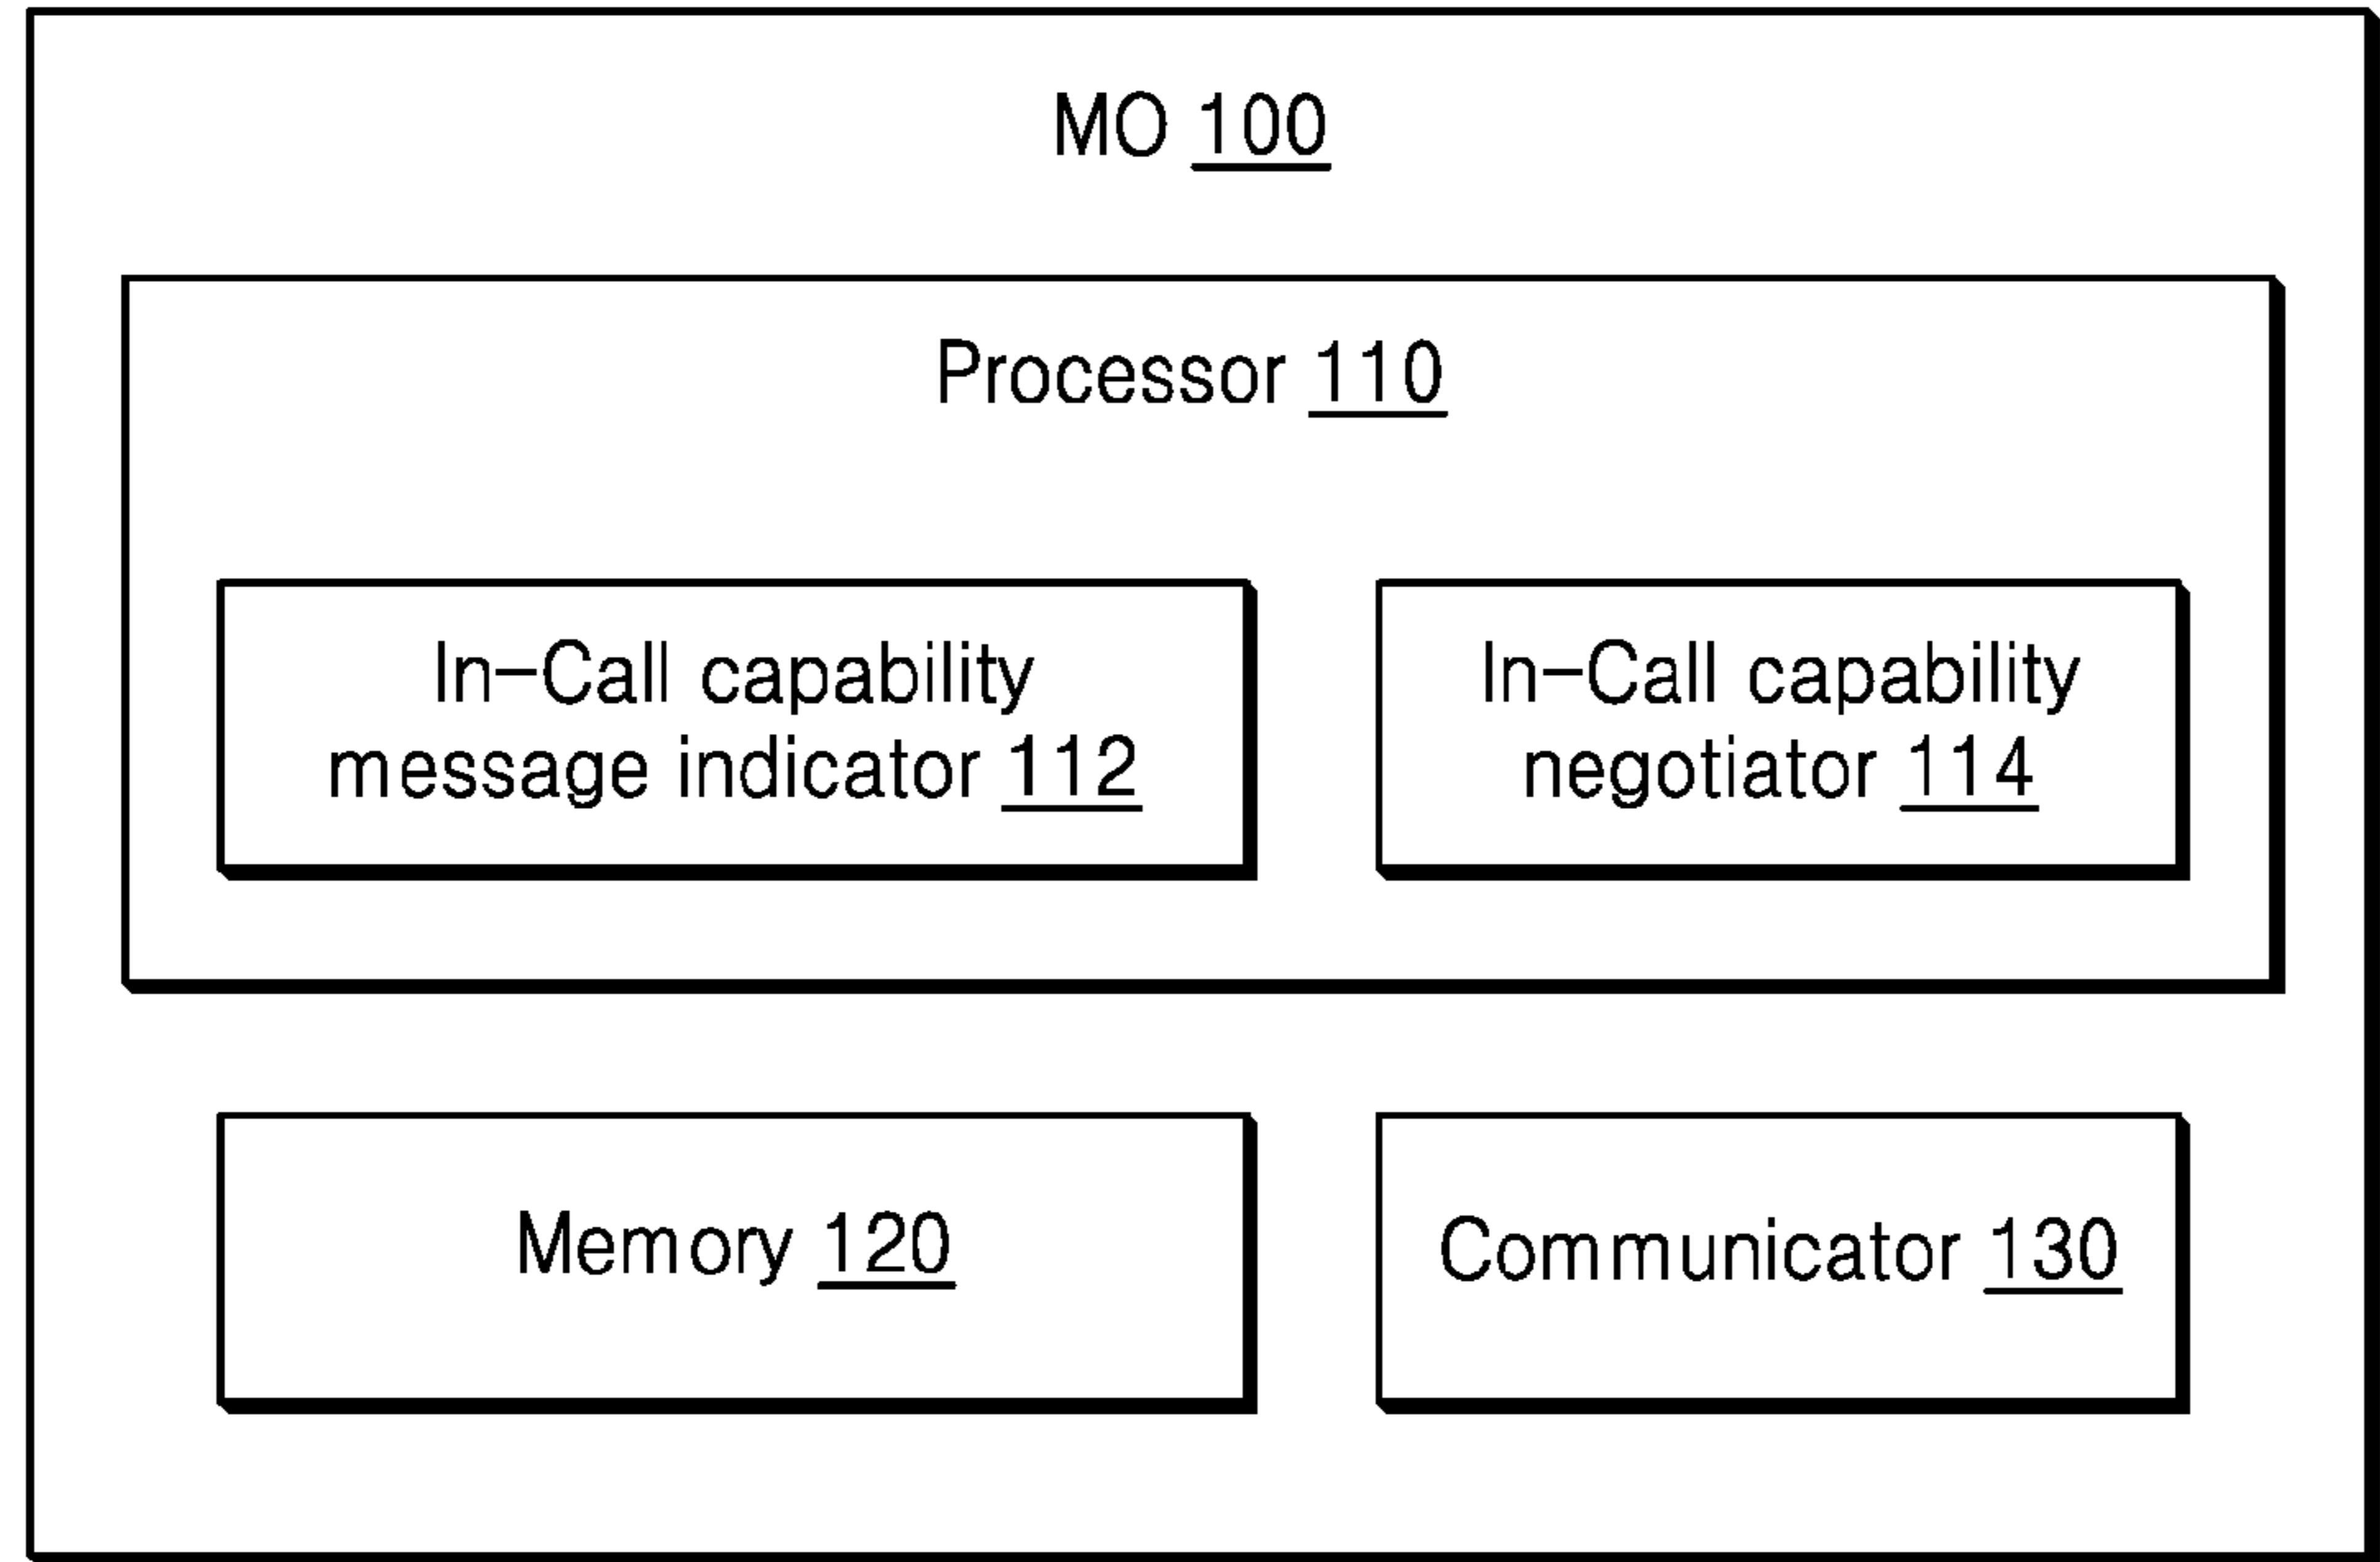 MO 100
Processor 110
In-Call capability
message indicator 112
In-Call capability
negotiator 114
Memory 120
Communicator 130